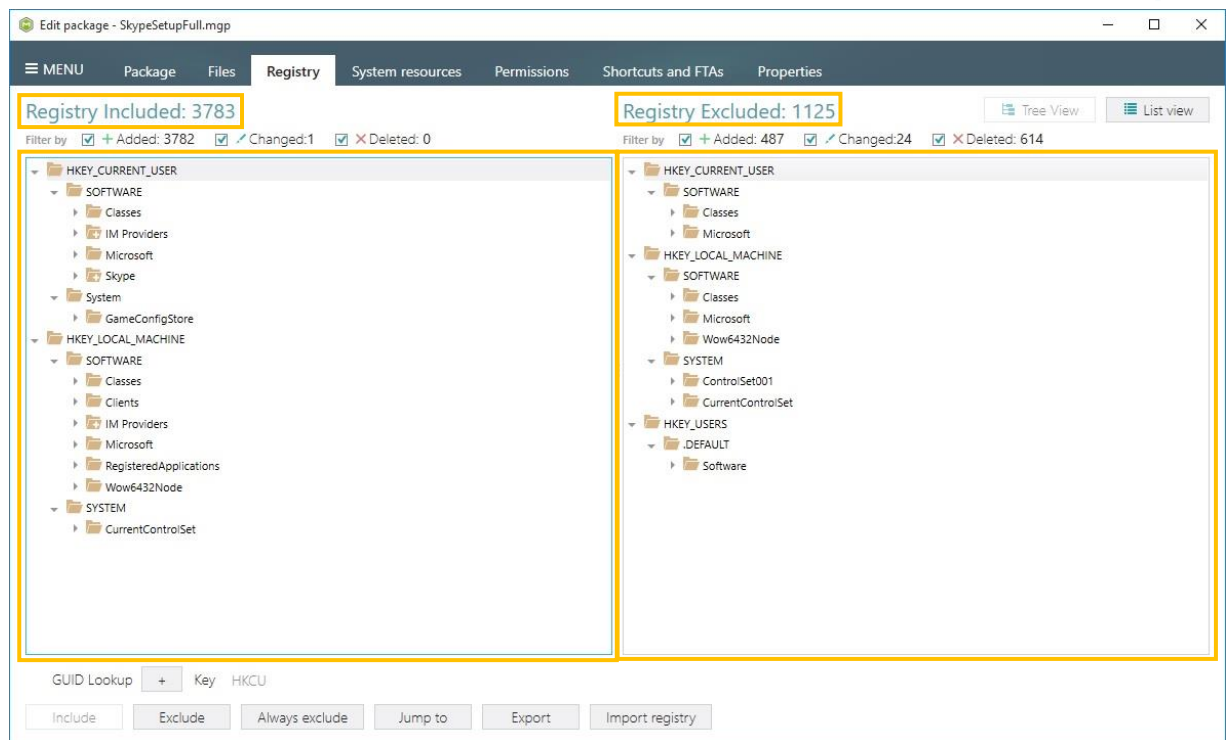 Edit package - SkypeSetupFull.mgp
MENU Package Files Registry System resources Permissions Shortcuts and FTAs Properties
Registry Included: 3783
Filter by + Added: 3782 Changed:1 Deleted: 0
HKEY_CURRENT_USER
SOFTWARE
Classes
IM Providers
Microsoft
Skype
System
GameConfigStore
HKEY_LOCAL_MACHINE
SOFTWARE
Classes
Clients
IM Providers
Microsoft
RegisteredApplications
Wow6432Node
SYSTEM
CurrentControlSet
Registry Excluded: 1125
Tree View List view
Filter by + Added: 487 Changed:24 Deleted: 614
HKEY_CURRENT_USER
SOFTWARE
Classes
Microsoft
HKEY_LOCAL_MACHINE
SOFTWARE
Classes
Microsoft
Wow6432Node
SYSTEM
ControlSet001
CurrentControlSet
HKEY_USERS
.DEFAULT
Software
GUID Lookup + Key HKCU
Include Exclude Always exclude Jump to Export Import registry